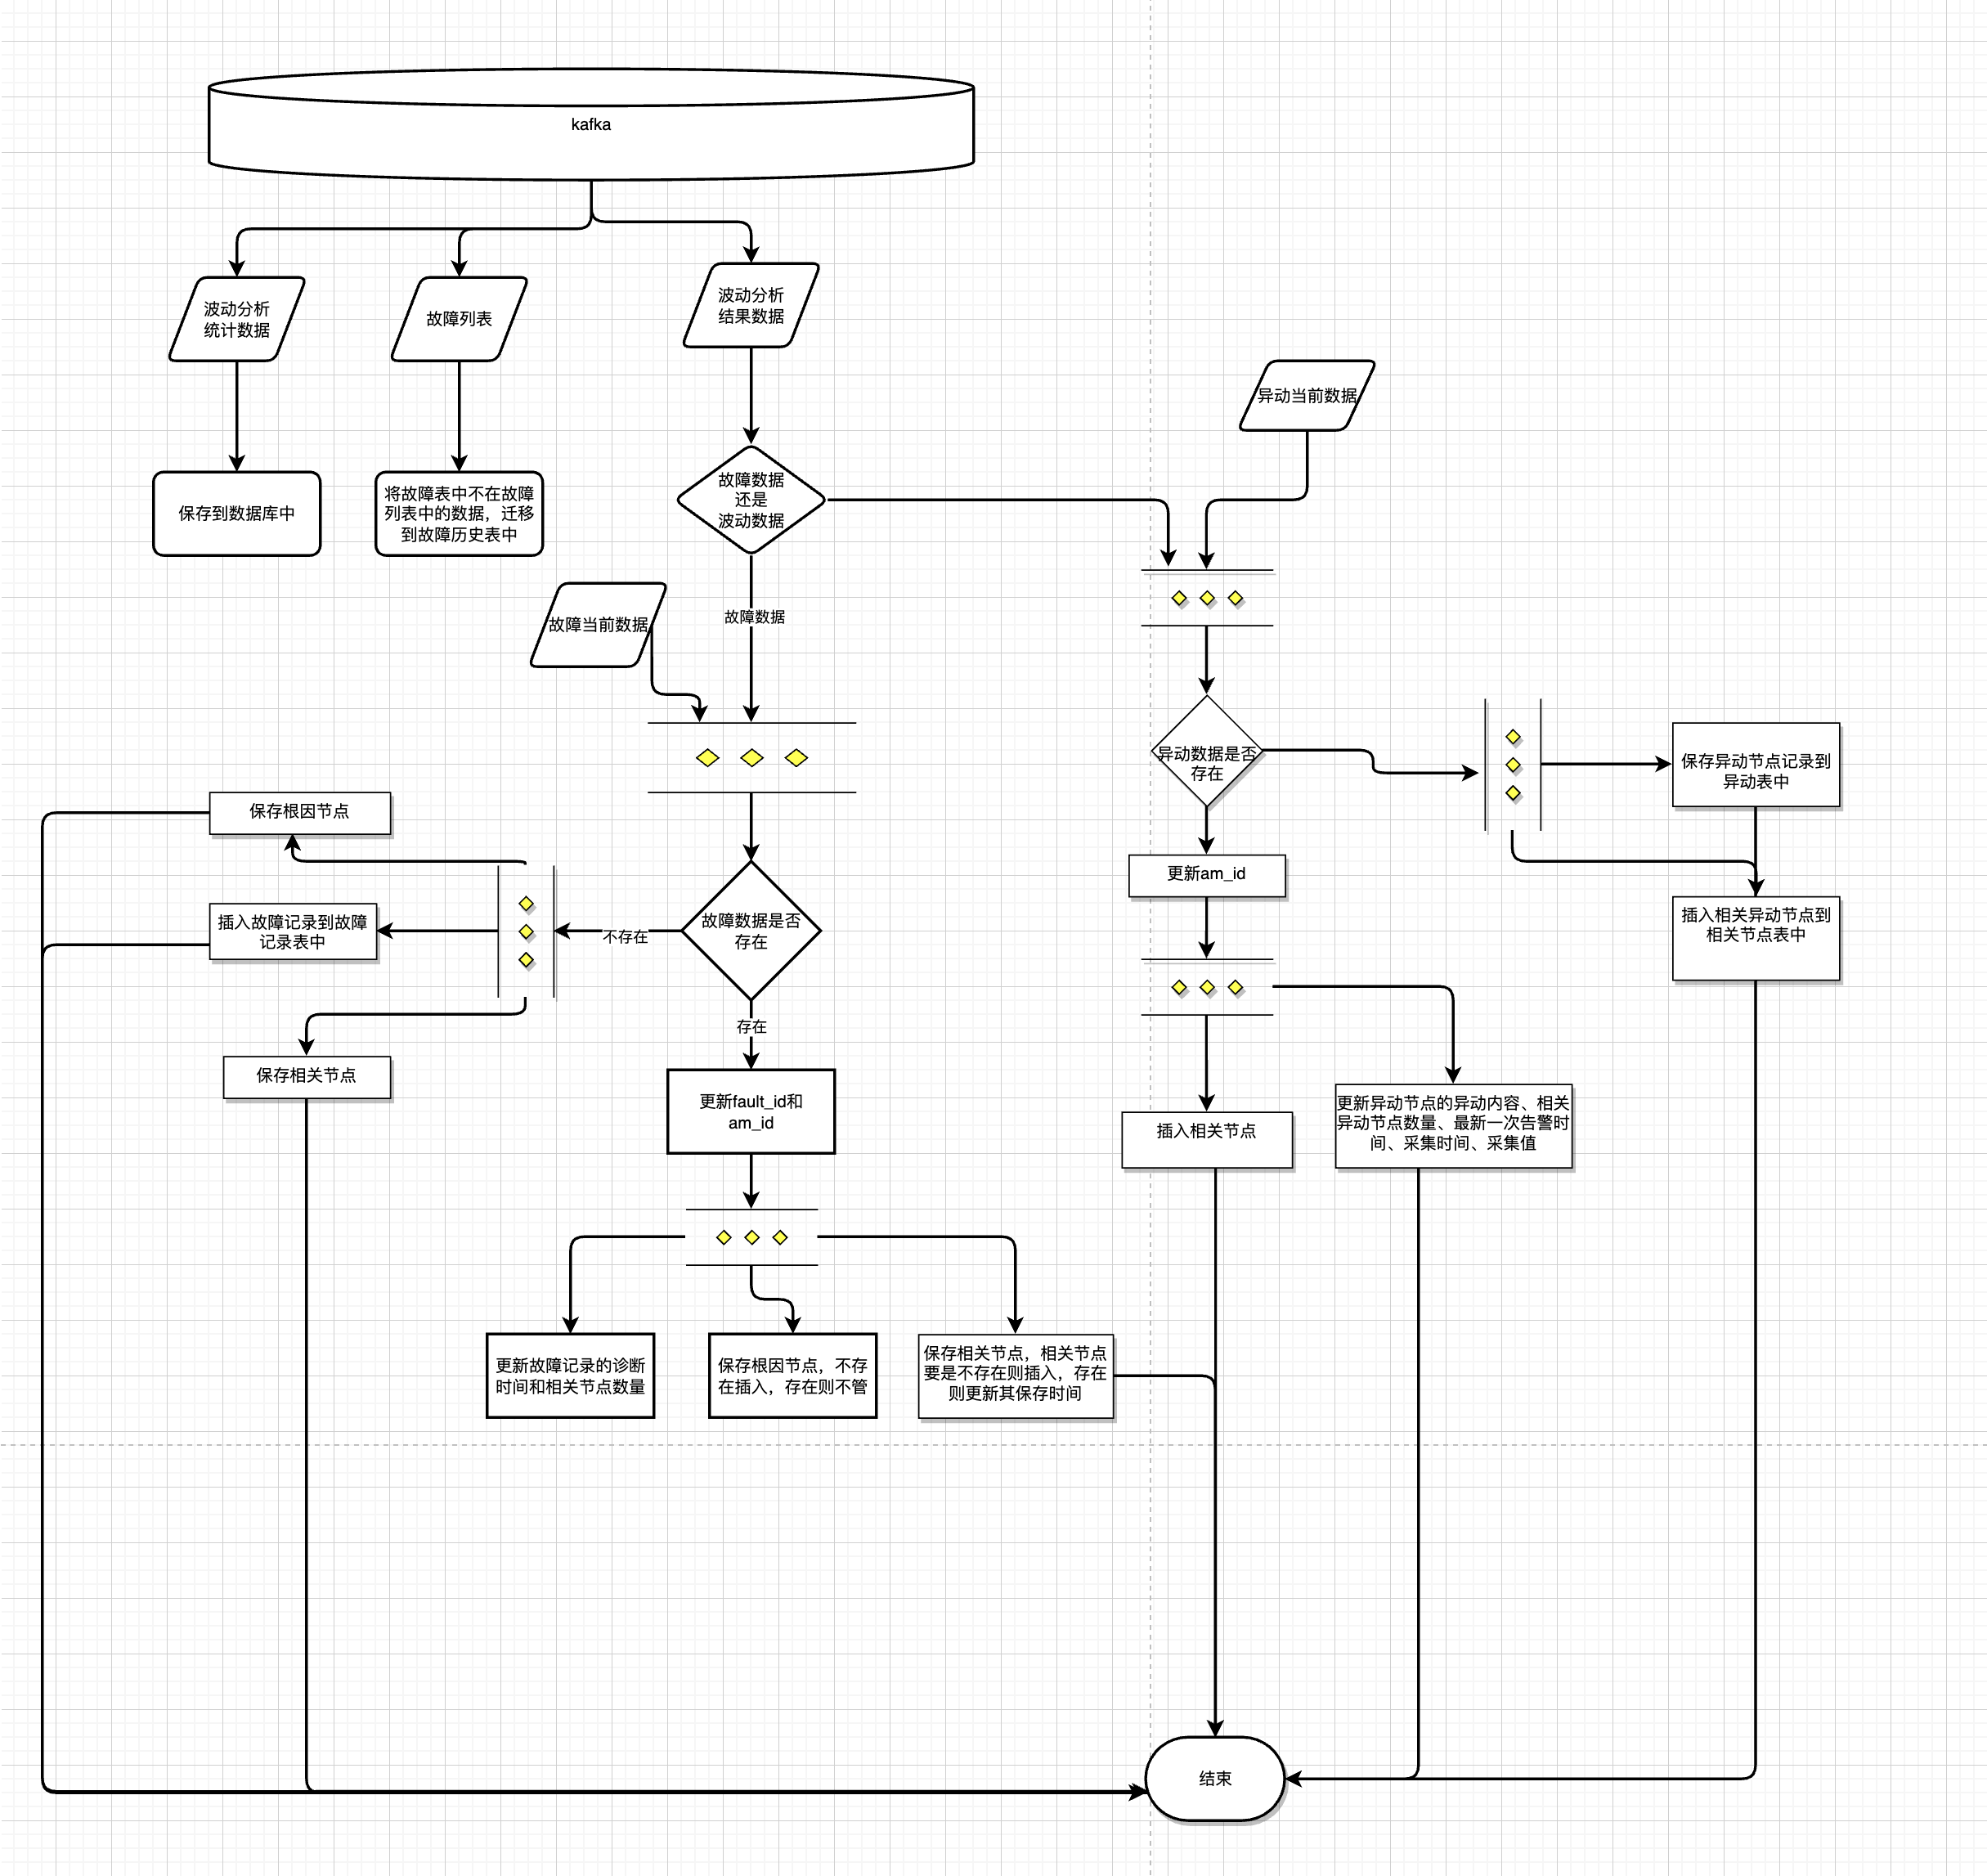 kafka
波动分析
统计数据
故障列表
波动分析
结果数据
异动当前数据
保存到数据库中
将故障表中不在故障
列表中的数据，迁移
到故障历史表中
故障数据
还是
波动数据
故障当前数据
故障数据
异动数据是否
存在
保存异动节点记录到
异动表中
保存根因节点
更新am_id
插入故障记录到故障
记录表中
不存在
故障数据是否
存在
插入相关异动节点到
相关节点表中
存在
保存相关节点
更新fault_id和
am_id
插入相关节点
更新异动节点的异动内容、相关
异动节点数量、最新一次告警时
间、采集时间、采集值
更新故障记录的诊断
时间和相关节点数量
保存根因节点，不存
在插入，存在则不管
保存相关节点，相关节点
要是不存在则插入，存在
则更新其保存时间
结束